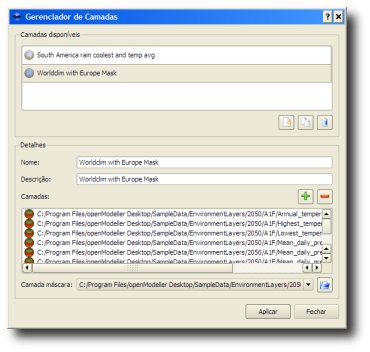 Gerenciador de Camadas
Camadas disponíveis
South America rain coolest and temp avg
Worlddim with Europe Mask
Detalhes
Nome: Worlddim with Europe Mask
Descrição: Worlddim with Europe Mask
Camadas:
C:/Program Files/openModeller Desktop/SampleData/EnvironmentLayers/2050/A1F/Annual_temper
C:/Program Files/openModeller Desktop/SampleData/EnvironmentLayers/2050/A1F/Highest_temper
C:/Program Files/openModeller Desktop/SampleData/EnvironmentLayers/2050/A1F/Lowest_tempera
C:/Program Files/openModeller Desktop/SampleData/EnvironmentLayers/2050/A1F/Mean_daily_pre
C:/Program Files/openModeller Desktop/SampleData/EnvironmentLayers/2050/A1F/Mean_daily_pre
C:/Program Files/openModeller Desktop/SampleData/EnvironmentLayers/2050/A1F/Mean_daily_pre
Camada máscara: C:/Program Files/openModeller Desktop/SampleData/EnvironmentLayers/205
Aplicar Fechar